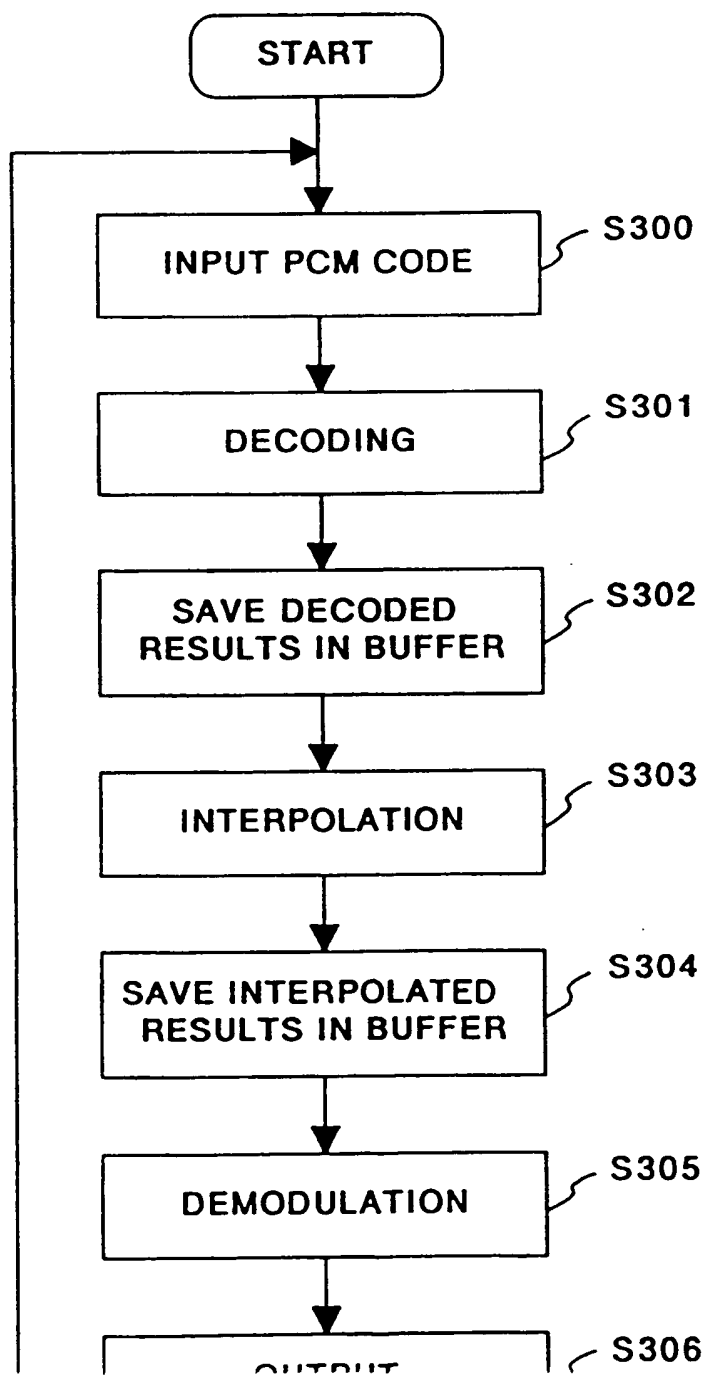 START
INPUT PCM CODE
S300
DECODING
S301
SAVE DECODED
RESULTS IN BUFFER
S302
INTERPOLATION
S303
SAVE INTERPOLATED
RESULTS IN BUFFER
S304
DEMODULATION
S305
OUTPUT
S306